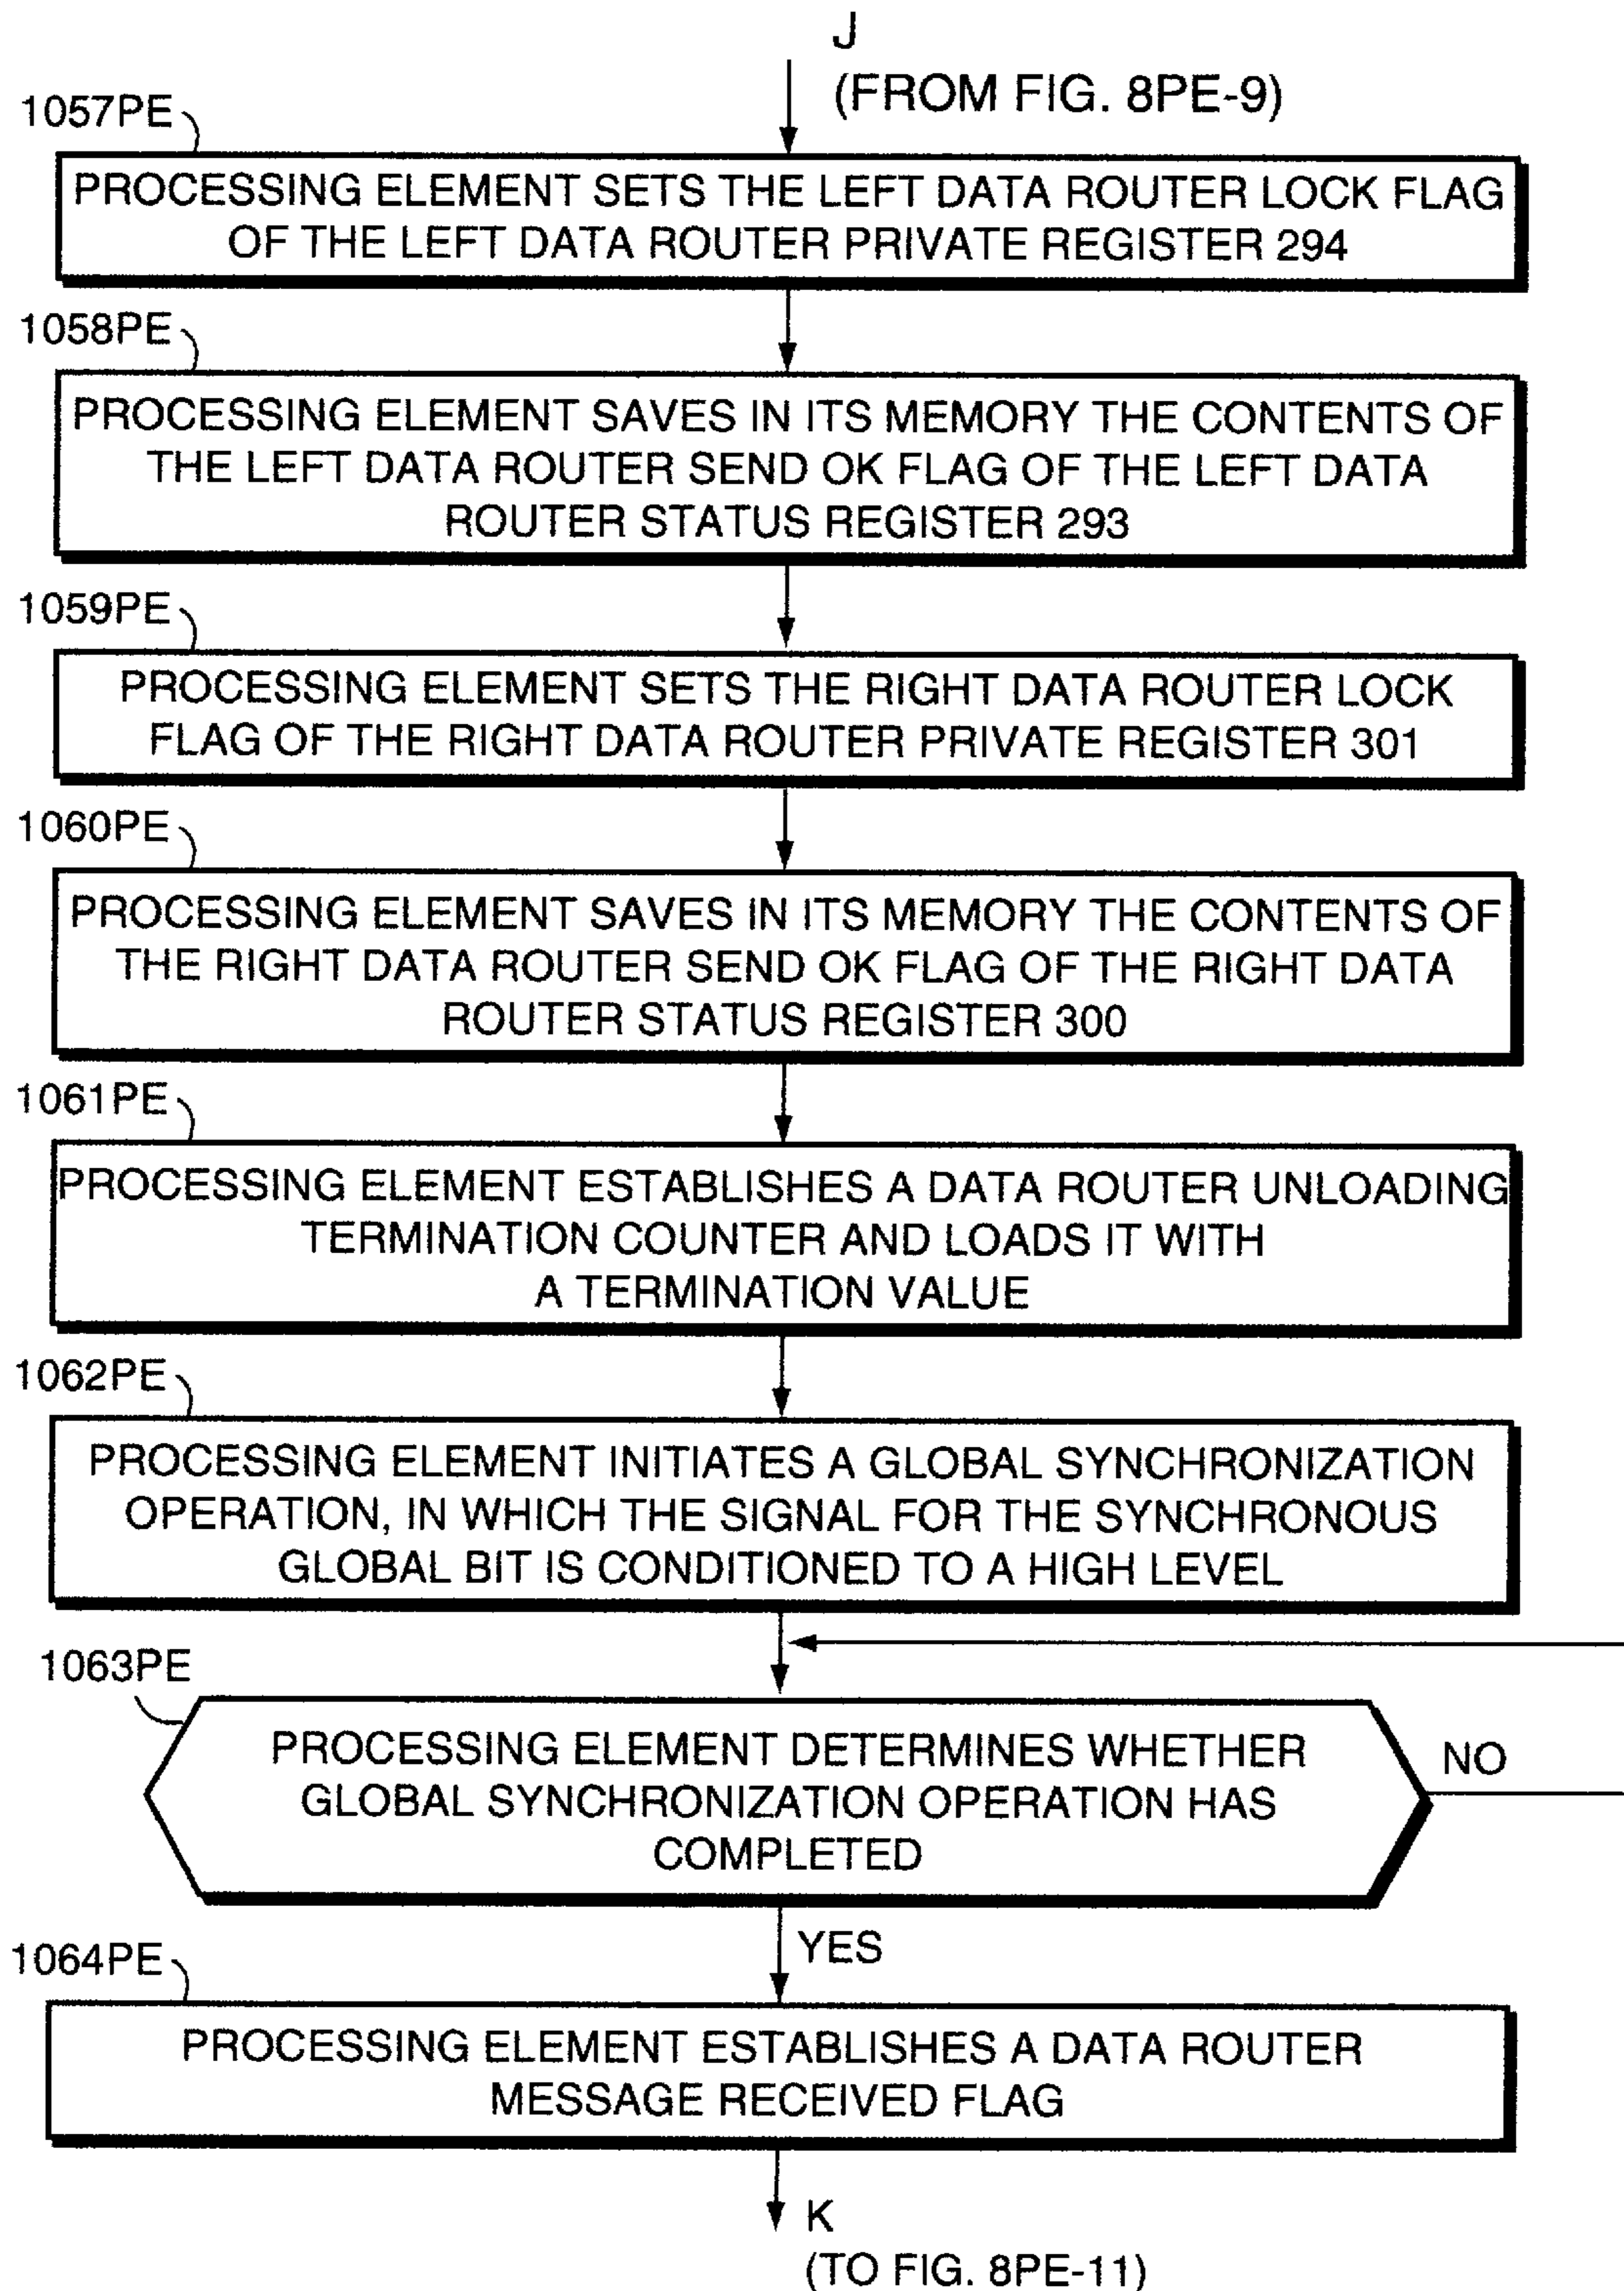 J
(FROM FIG. 8PE-9)
1057PE
PROCESSING ELEMENT SETS THE LEFT DATA ROUTER LOCK FLAG
OF THE LEFT DATA ROUTER PRIVATE REGISTER 294
1058PE
PROCESSING ELEMENT SAVES IN ITS MEMORY THE CONTENTS OF
THE LEFT DATA ROUTER SEND OK FLAG OF THE LEFT DATA
ROUTER STATUS REGISTER 293
1059PE
PROCESSING ELEMENT SETS THE RIGHT DATA ROUTER LOCK
FLAG OF THE RIGHT DATA ROUTER PRIVATE REGISTER 301
1060PE
PROCESSING ELEMENT SAVES IN ITS MEMORY THE CONTENTS OF
THE RIGHT DATA ROUTER SEND OK FLAG OF THE RIGHT DATA
ROUTER STATUS REGISTER 300
1061PE
PROCESSING ELEMENT ESTABLISHES A DATA ROUTER UNLOADING
TERMINATION COUNTER AND LOADS IT WITH
A TERMINATION VALUE
1062PE
PROCESSING ELEMENT INITIATES A GLOBAL SYNCHRONIZATION
OPERATION, IN WHICH THE SIGNAL FOR THE SYNCHRONOUS
GLOBAL BIT IS CONDITIONED TO A HIGH LEVEL
1063PE
PROCESSING ELEMENT DETERMINES WHETHER
GLOBAL SYNCHRONIZATION OPERATION HAS
COMPLETED
NO
YES
1064PE
PROCESSING ELEMENT ESTABLISHES A DATA ROUTER
MESSAGE RECEIVED FLAG
K
(TO FIG. 8PE-11)